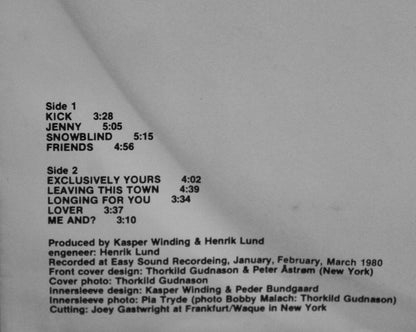 Side 1
KICK 3:28
JENNY 5:05
SNOWBLIND 5:15
FRIENDS 4:56
Side 2
EXCLUSIVELY YOURS 4:02
LEAVING THIS TOWN 4:39
LONGING FOR YOU 3:34
LOVER 3:37
ME AND? 3:10
Produced by Kasper Winding & Henrik Lund
engeneer: Henrik Lund
Recorded at Easy Sound Recordeing, January, February, March 1980
Front cover design: Thorkild Gudnason & Peter Åstrøm (New York)
Cover photo: Thorkild Gudnason
Innersleeve design: Kasper Winding & Peder Bundgaard
Innersleeve photo: Pia Tryde (photo Bobby Malach: Thorkild Gudnason)
Cutting: Joey Gastwright at Frankfurt/Waque in New York